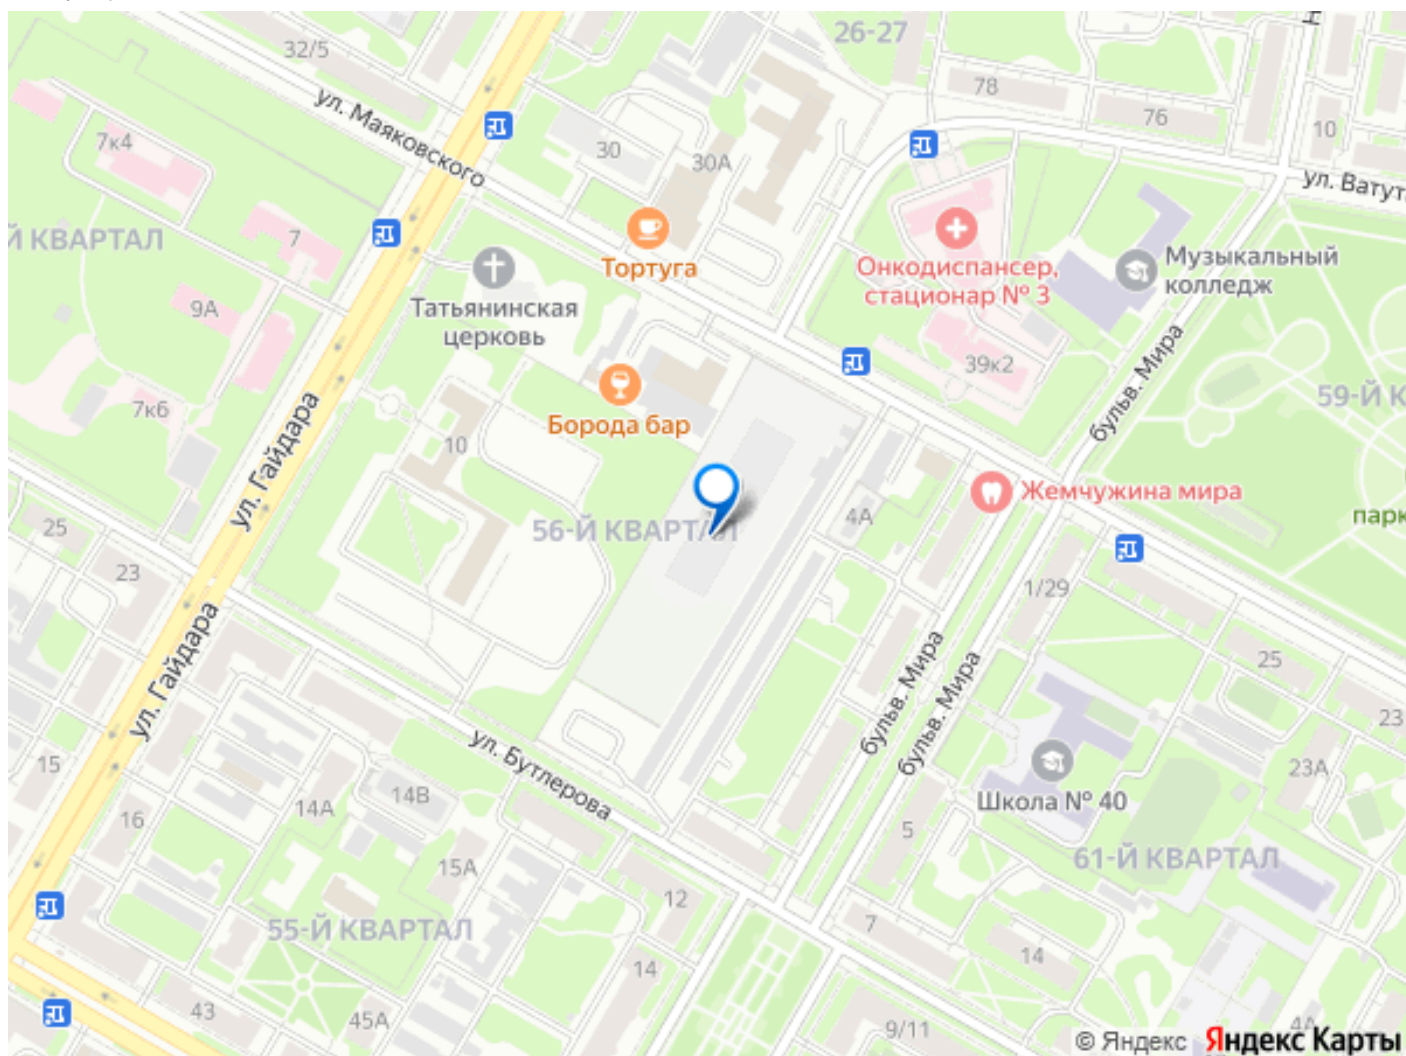 26-27
32/5
78
76
10
ул. Маяковского
30
30А
7к4
ул. Ватут
Й КВАРТАЛ
7
Тортуга
Онкодиспансер,
стационар № 3
Музыкальный
колледж
Татьянинская
церковь
9А
39к2
бульв. Мира
59-Й К
7к6
Борода бар
10
ул. Гайдара
Жемчужина мира
парк
25
56-Й КВАРТАЛ
4А
23
1/29
ул. Гайдара
бульв. Мира
бульв. Мира
25
23
15
ул. Бутлерова
14А
14В
23А
Школа № 40
16
5
15А
61-Й КВАРТАЛ
12
55-Й КВАРТАЛ
7
14
14
43
45А
9/11
4А
© Яндекс Яндекс Карты